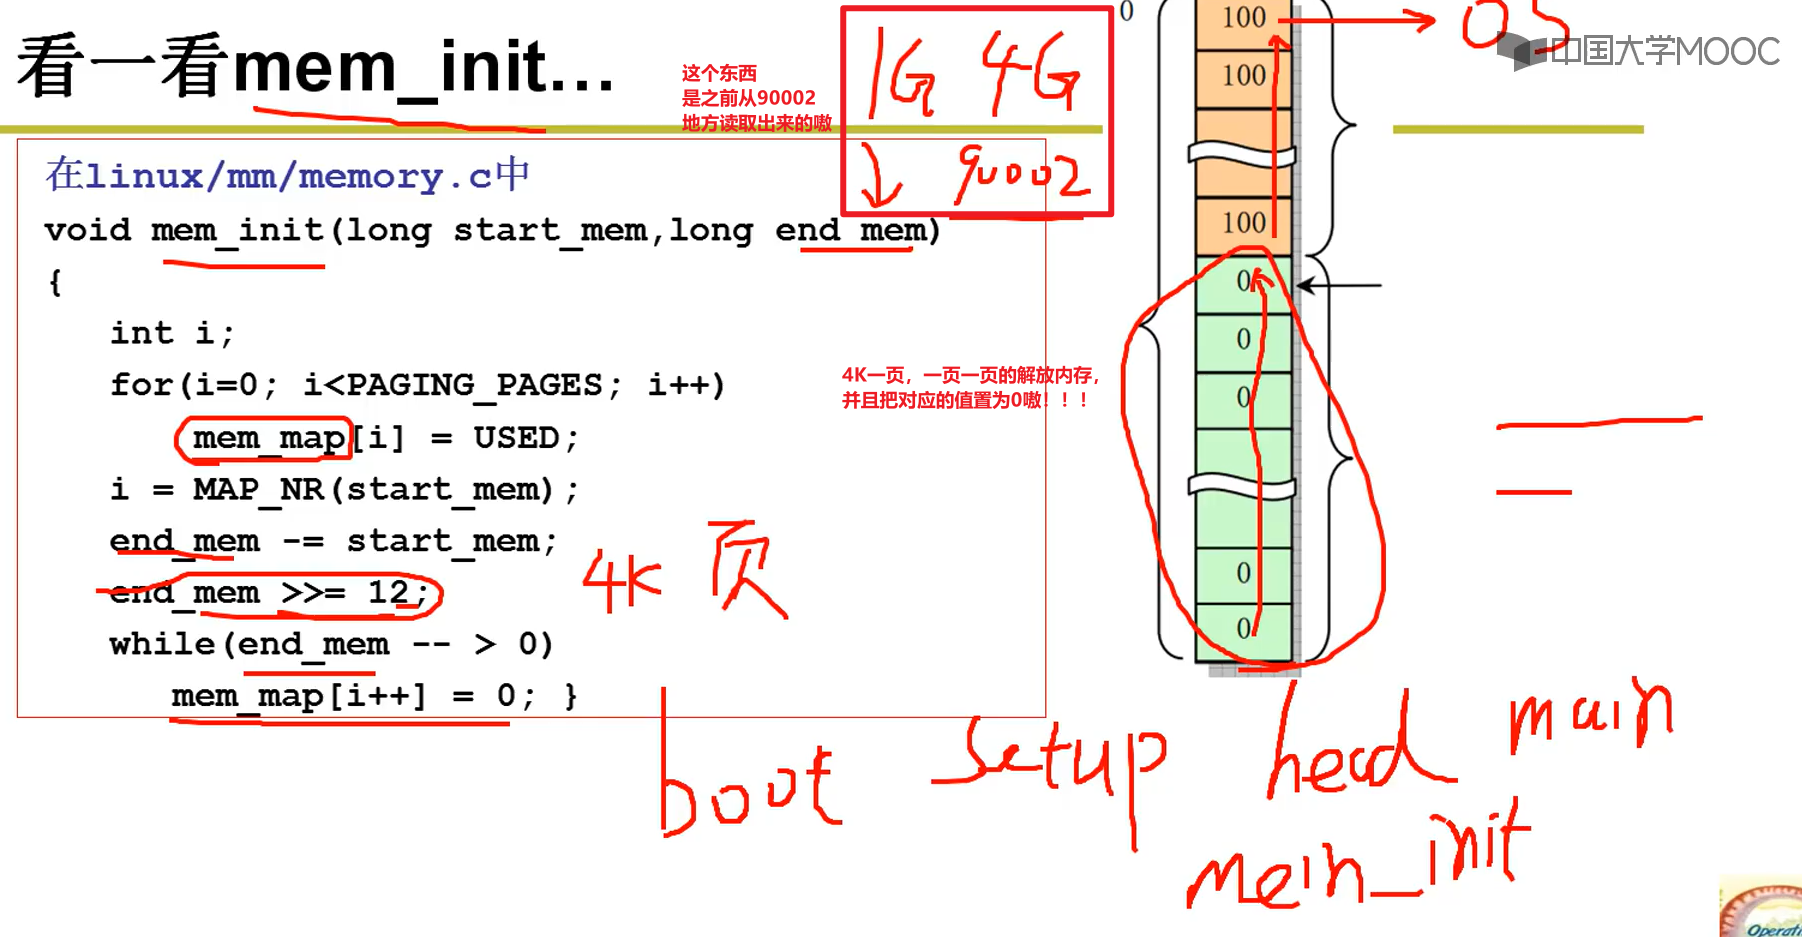 看一看mem_init...
这个东西
是之前从90002
地方读取出来的嗷
1G 4G
90002
0
100
100
100
OS
中国大学MOOC
在linux/mm/memory.c中
void mem_init(long start_mem,long end_mem)
{
int i;
for(i=0; i<PAGING_PAGES; i++)
mem_map[i] = USED;
i = MAP_NR(start_mem);
end_mem -= start_mem;
end_mem >>= 12;
while(end_mem -- > 0)
mem_map[i++] = 0; }
4K一页，一页一页的解放内存，
并且把对应的值置为0嗷！！！
4K 页
0
0
0
0
0
boot setup head main
mem_init
Operati